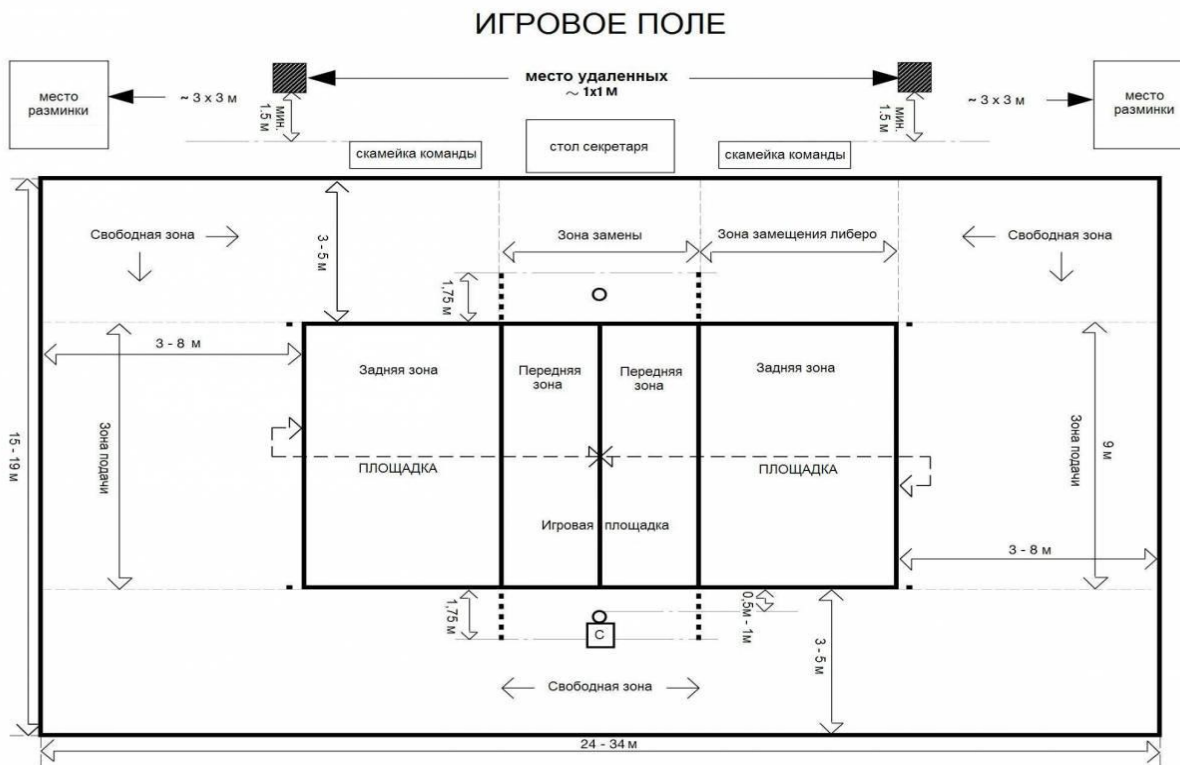 ИГРОВОЕ ПОЛЕ
место
разминки
~ 3 x 3 м
мин.
1.5 м
место удаленных
~ 1x1 м
мин.
1.5 м
~ 3 x 3 м
место
разминки
скамейка команды
стол секретаря
скамейка команды
Свободная зона
3 - 5 м
Зона замены
Зона замещения либеро
Свободная зона
1,75 м
3 - 8 м
Задняя зона
Передняя
зона
Передняя
зона
Задняя зона
15 - 19 м
Зона подачи
ПЛОЩАДКА
ПЛОЩАДКА
Зона подачи
9 м
Игровая площадка
3 - 8 м
1,75 м
С
0,5м - 1м
3 - 5 м
Свободная зона
24 - 34 м